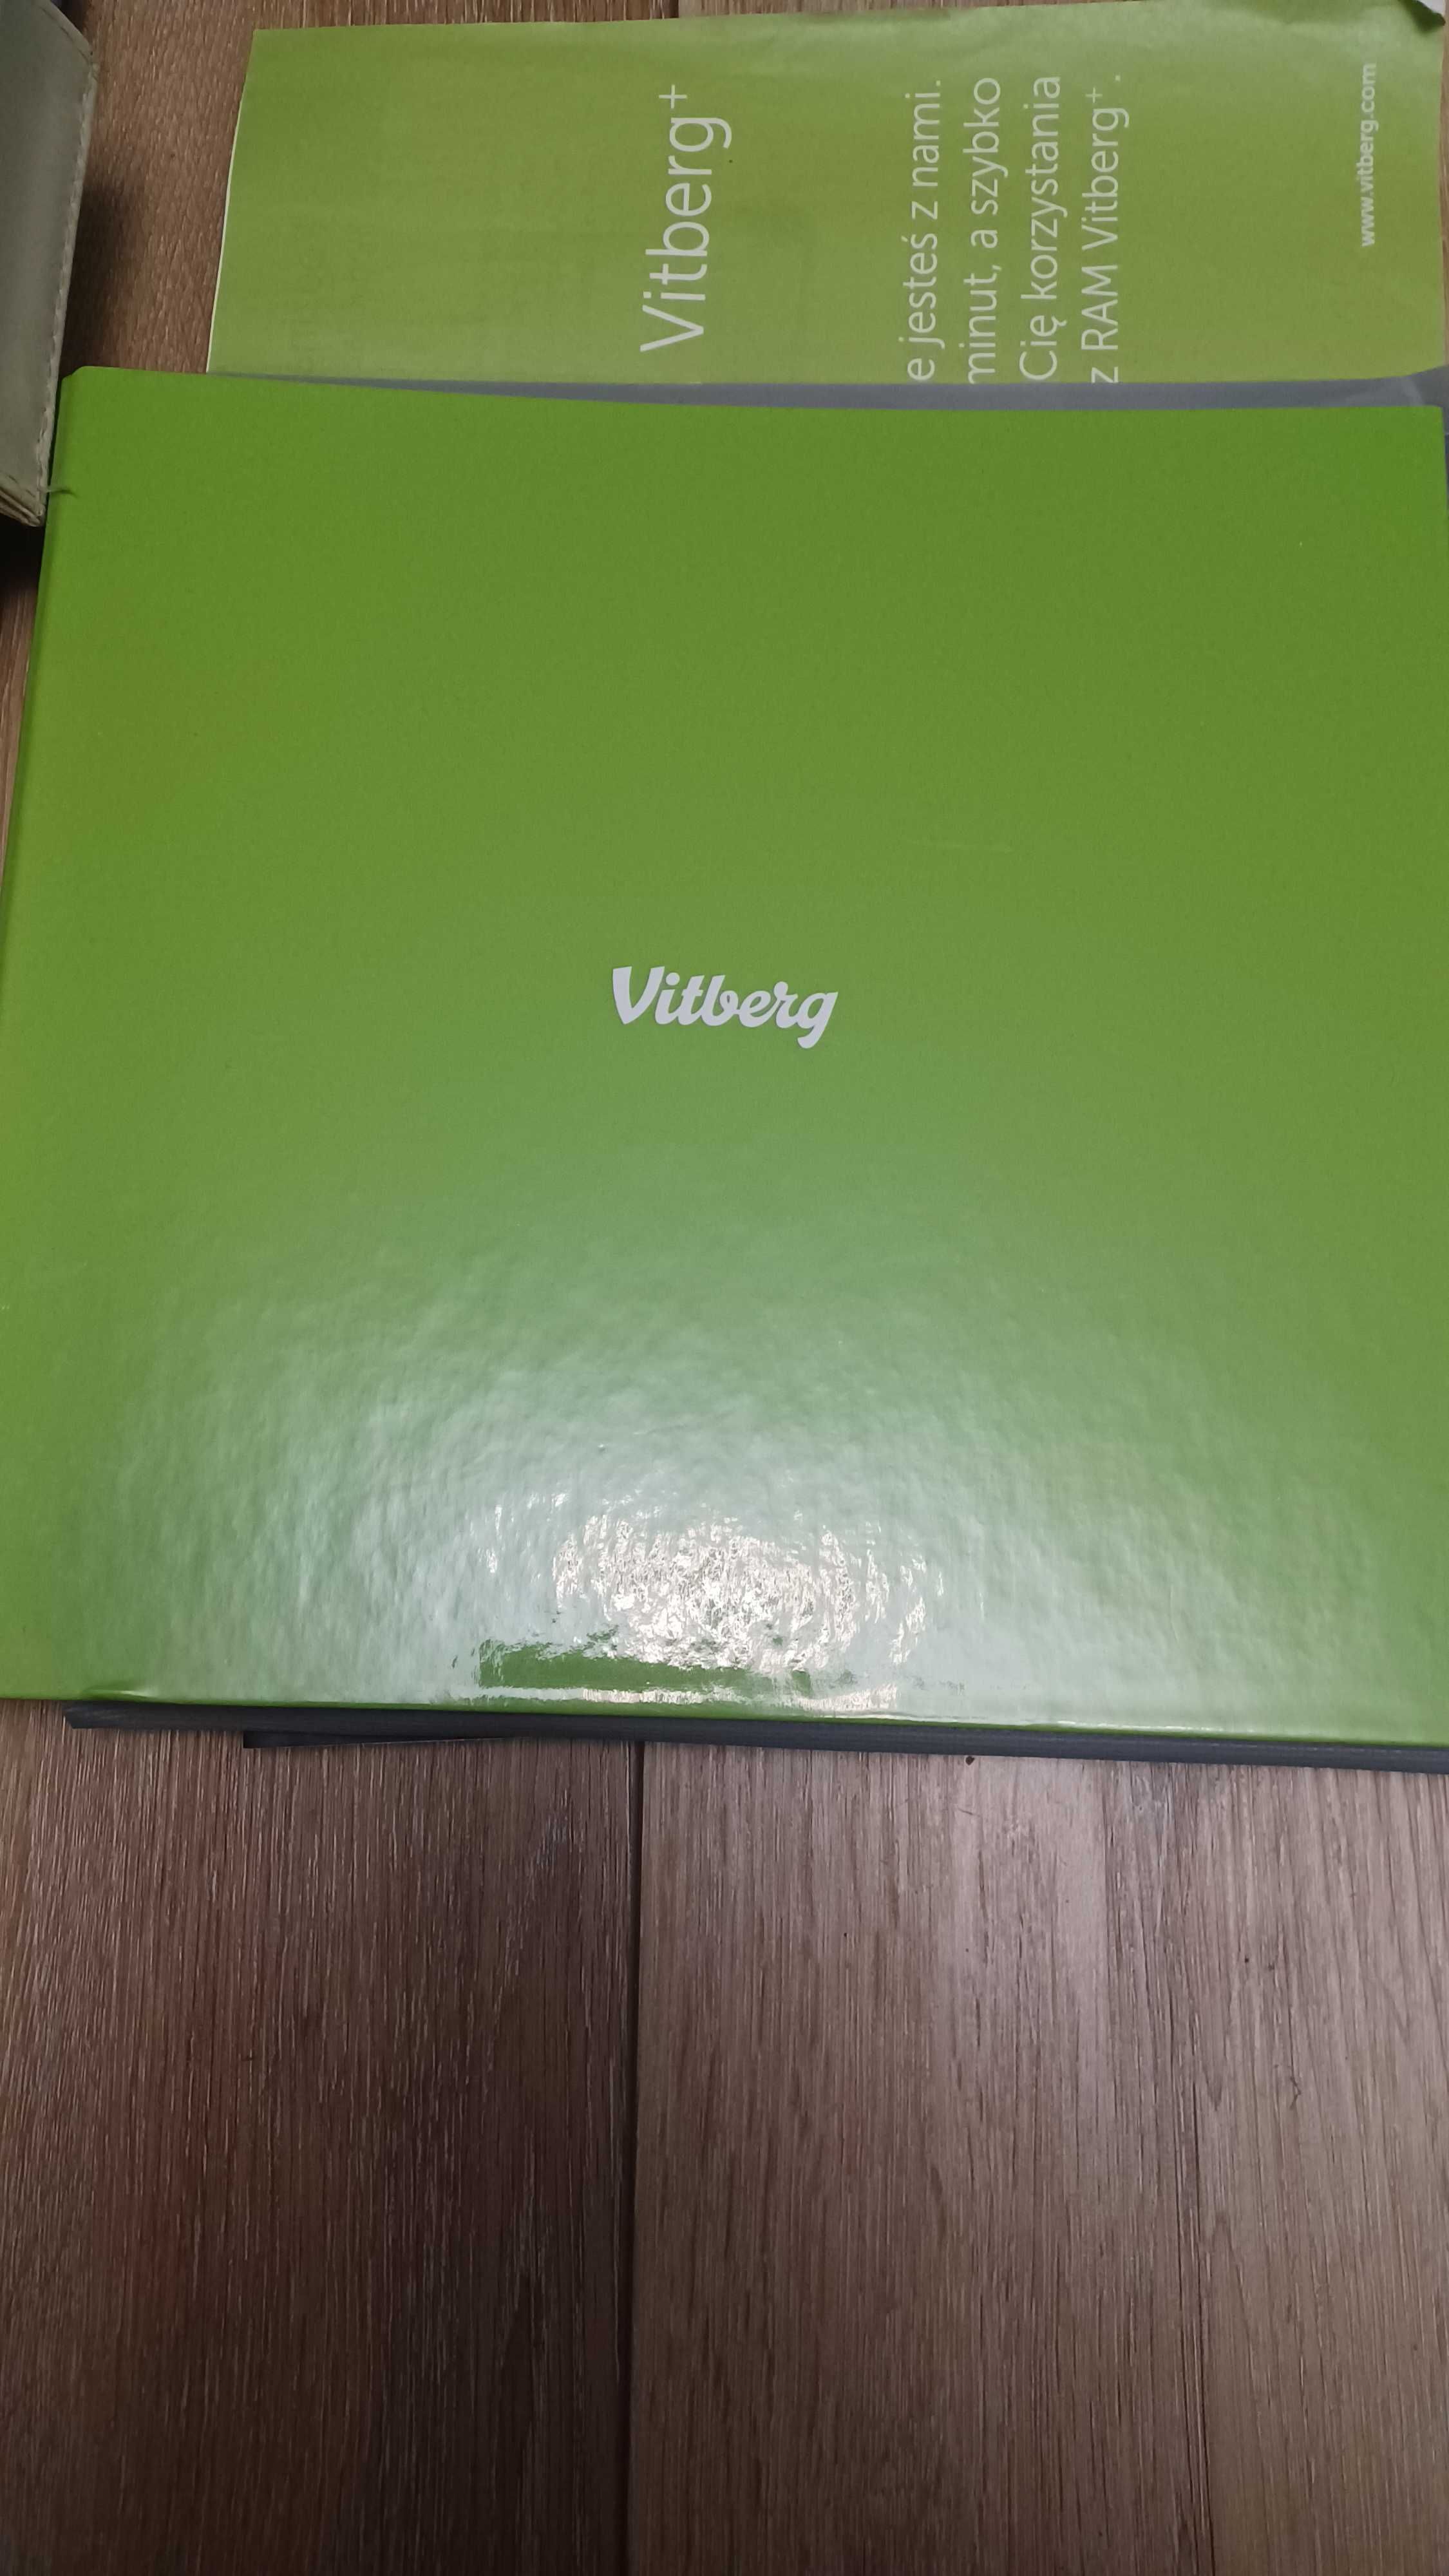 Vitberg+
e jesteś z nami.
minut, a szybko
Cię korzystania
z RAM Vitberg+.
www.vitberg.com
Vitberg